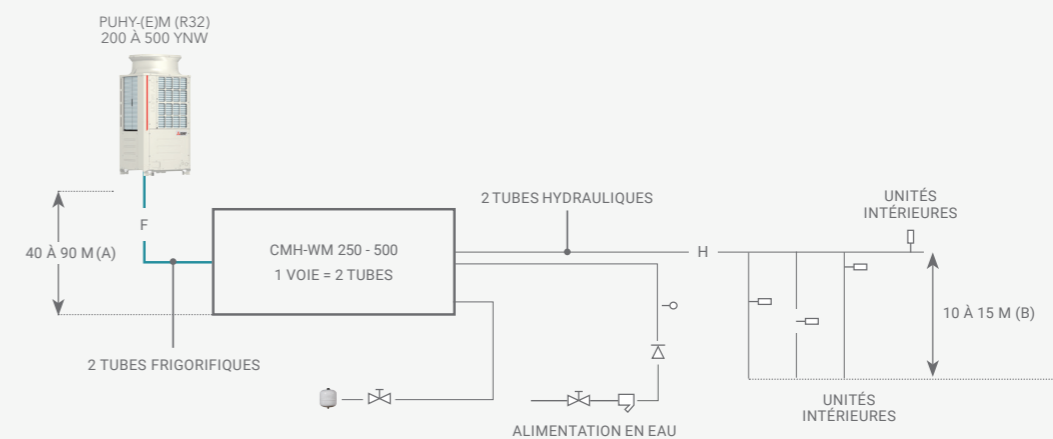 PUHY-(E)M (R32)
200 À 500 YNW
F
40 À 90 M (A)
CMH-WM 250 - 500
1 VOIE = 2 TUBES
2 TUBES FRIGORIFIQUES
2 TUBES HYDRAULIQUES
H
UNITÉS
INTÉRIEURES
10 À 15 M (B)
UNITÉS
INTÉRIEURES
ALIMENTATION EN EAU